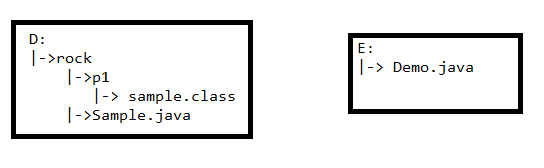 D:
|->rock
|->p1
|-> sample.class
|->Sample.java
E:
|-> Demo.java